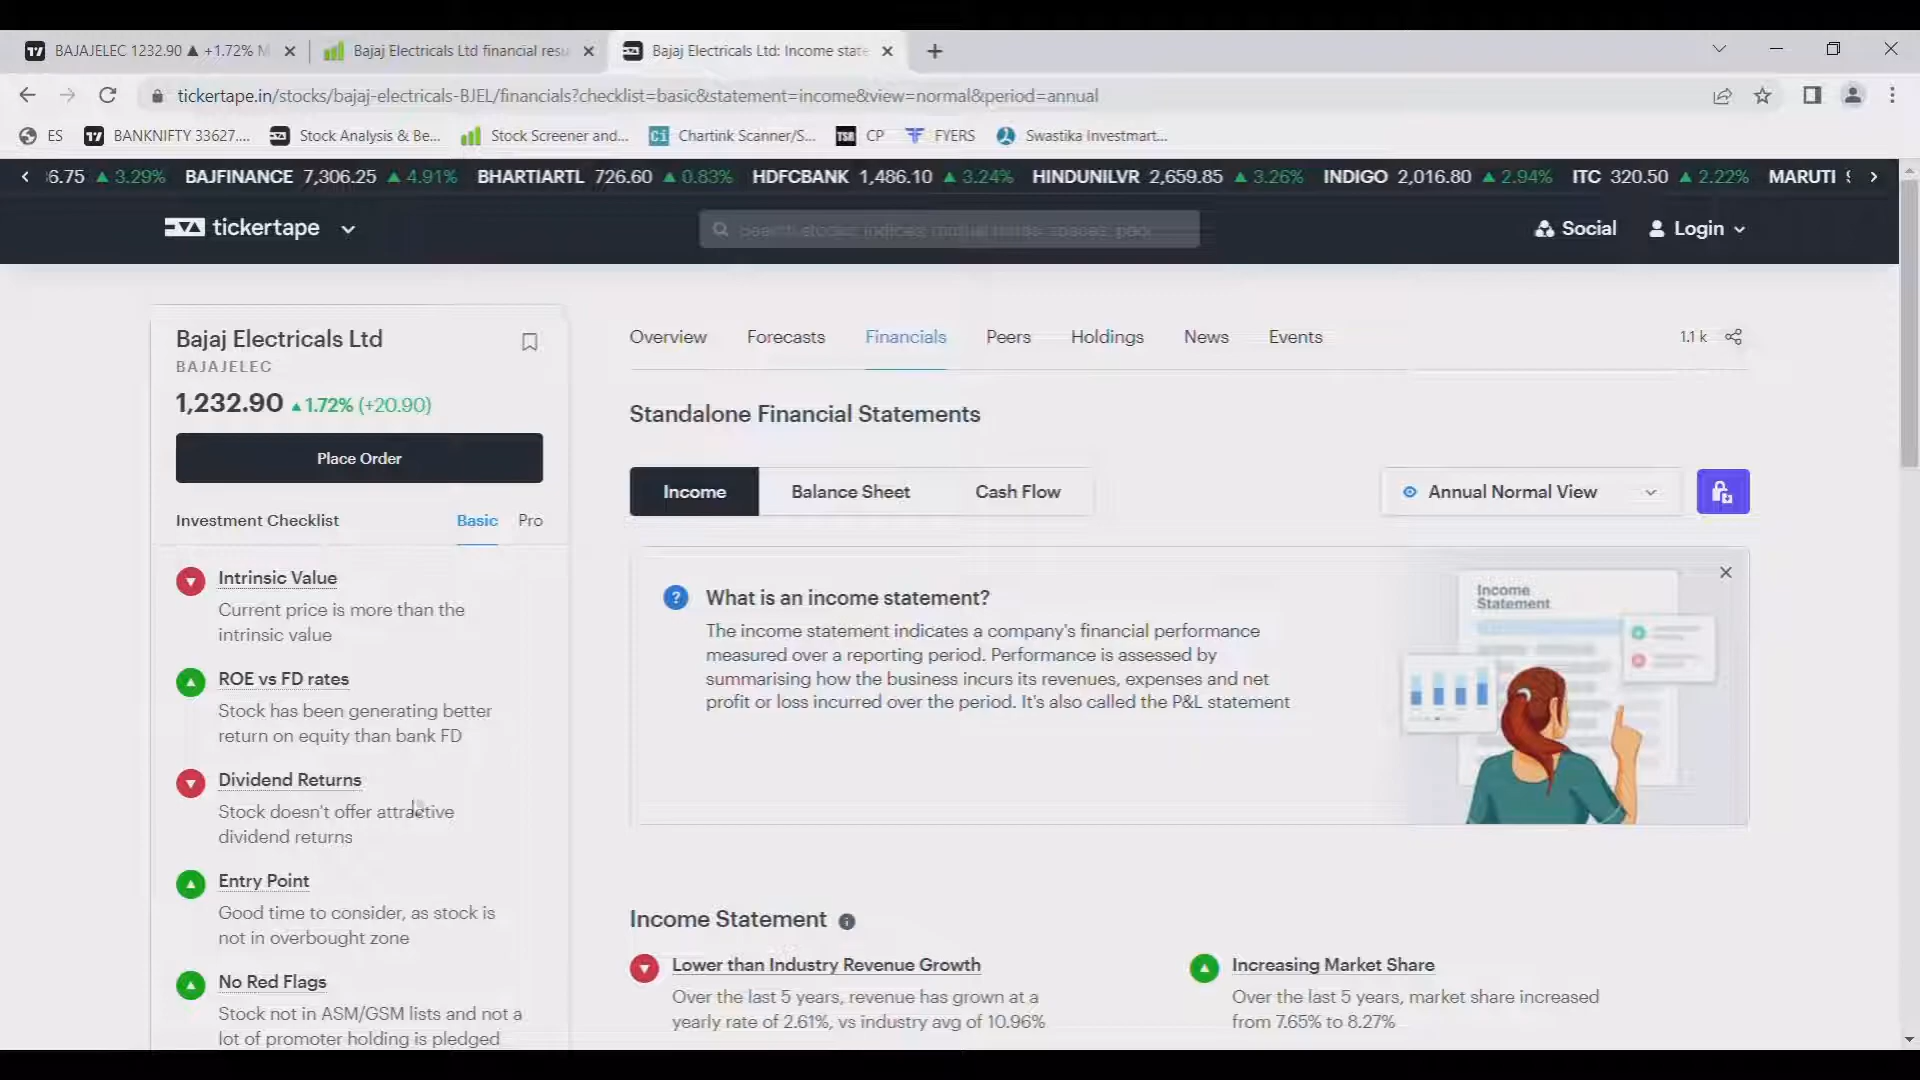 BAJAJELEC 1232.90 ▲ +1.72%
Bajaj Electricals Ltd financial resu
Bajaj Electricals Ltd: Income state
tickertape.in/stocks/bajaj-electricals-BJEL/financials?checklist=basic&statement=income&view=normal&period=annual
ES
BANKNIFTY 33627....
Stock Analysis & Be...
Stock Screener and...
Chartink Scanner/S...
CP
FYERS
Swastika Investmart...
6.75 ▲ 3.29% BAJFINANCE 7,306.25 ▲ 4.91% BHARTIARTL 726.60 ▲ 0.83% HDFCBANK 1,486.10 ▲ 3.24% HINDUNILVR 2,659.85 ▲ 3.26% INDIGO 2,016.80 ▲ 2.94% ITC 320.50 ▲ 2.22% MARUTI
tickertape
Search stocks, indices, mutual funds
Social
Login
Bajaj Electricals Ltd
BAJAJELEC
1,232.90 ▲ 1.72% (+20.90)
Place Order
Investment Checklist
Basic
Pro
Intrinsic Value
Current price is more than the
intrinsic value
ROE vs FD rates
Stock has been generating better
return on equity than bank FD
Dividend Returns
Stock doesn't offer attractive
dividend returns
Entry Point
Good time to consider, as stock is
not in overbought zone
No Red Flags
Stock not in ASM/GSM lists and not a
lot of promoter holding is pledged
Overview
Forecasts
Financials
Peers
Holdings
News
Events
1.1 k
Standalone Financial Statements
Income
Balance Sheet
Cash Flow
Annual Normal View
What is an income statement?
The income statement indicates a company's financial performance
measured over a reporting period. Performance is assessed by
summarising how the business incurs its revenues, expenses and net
profit or loss incurred over the period. It's also called the P&L statement
Income
Statement
Income Statement
Lower than Industry Revenue Growth
Over the last 5 years, revenue has grown at a
yearly rate of 2.61%, vs industry avg of 10.96%
Increasing Market Share
Over the last 5 years, market share increased
from 7.65% to 8.27%